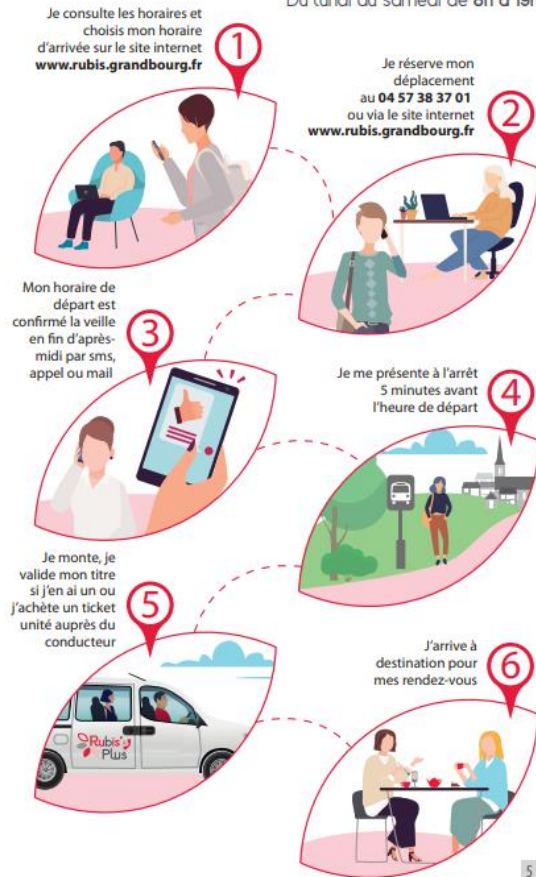 Du lundi au samedi de 8h à 19h
Je consulte les horaires et
choisis mon horaire
d'arrivée sur le site internet
www.rubis.grandbourg.fr
1
Je réserve mon
déplacement
au 04 57 38 37 01
ou via le site internet
www.rubis.grandbourg.fr
2
Mon horaire de
départ est
confirmé la veille
en fin d'après-
midi par sms,
appel ou mail
3
Je me présente à l'arrêt
5 minutes avant
l'heure de départ
4
Je monte, je
valide mon titre
si j'en ai un ou
j'achète un ticket
unité auprès du
conducteur
5
Rubis
Plus
J'arrive à
destination pour
mes rendez-vous
6
5